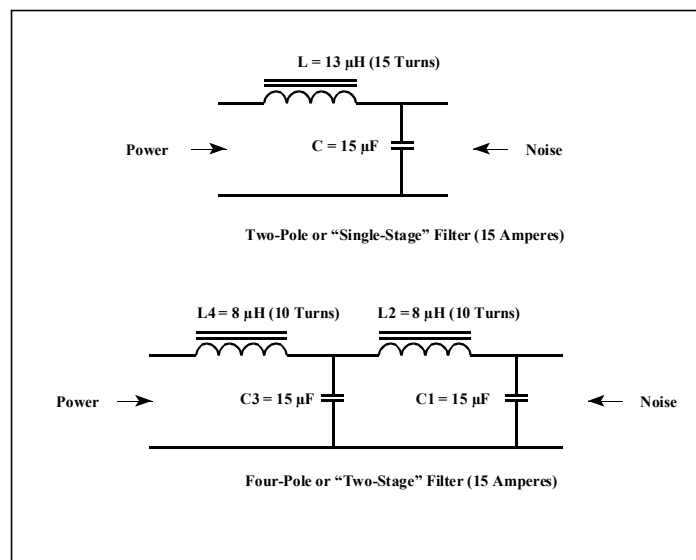 L = 13 µH (15 Turns)
C = 15 µF
Power
Noise
Two-Pole or “Single-Stage” Filter (15 Amperes)
L4 = 8 µH (10 Turns)
L2 = 8 µH (10 Turns)
C3 = 15 µF
C1 = 15 µF
Power
Noise
Four-Pole or “Two-Stage” Filter (15 Amperes)